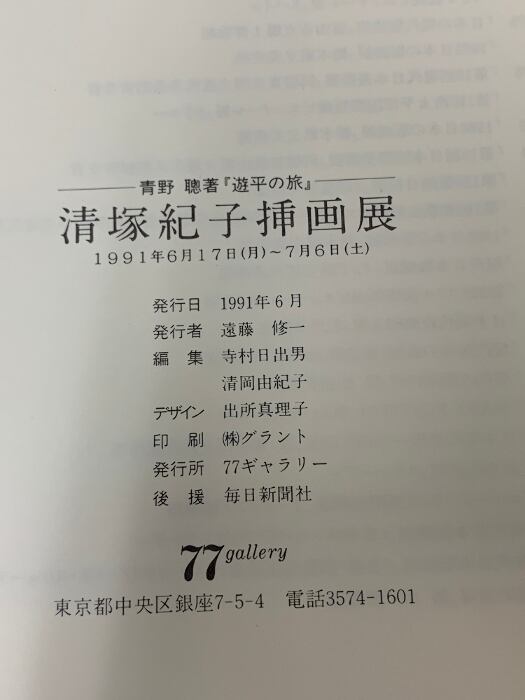 青野 聰著『遊平の旅』
清塚紀子挿画展
1991年6月17日(月)~7月6日(土)
発行日 1991年6月
発行者 遠藤 修一
編 集 寺村日出男
清岡由紀子
デザイン 出所真理子
印 刷 ㈱グラント
発行所 77ギャラリー
後 援 毎日新聞社
77gallery
東京都中央区銀座7-5-4 電話3574-1601